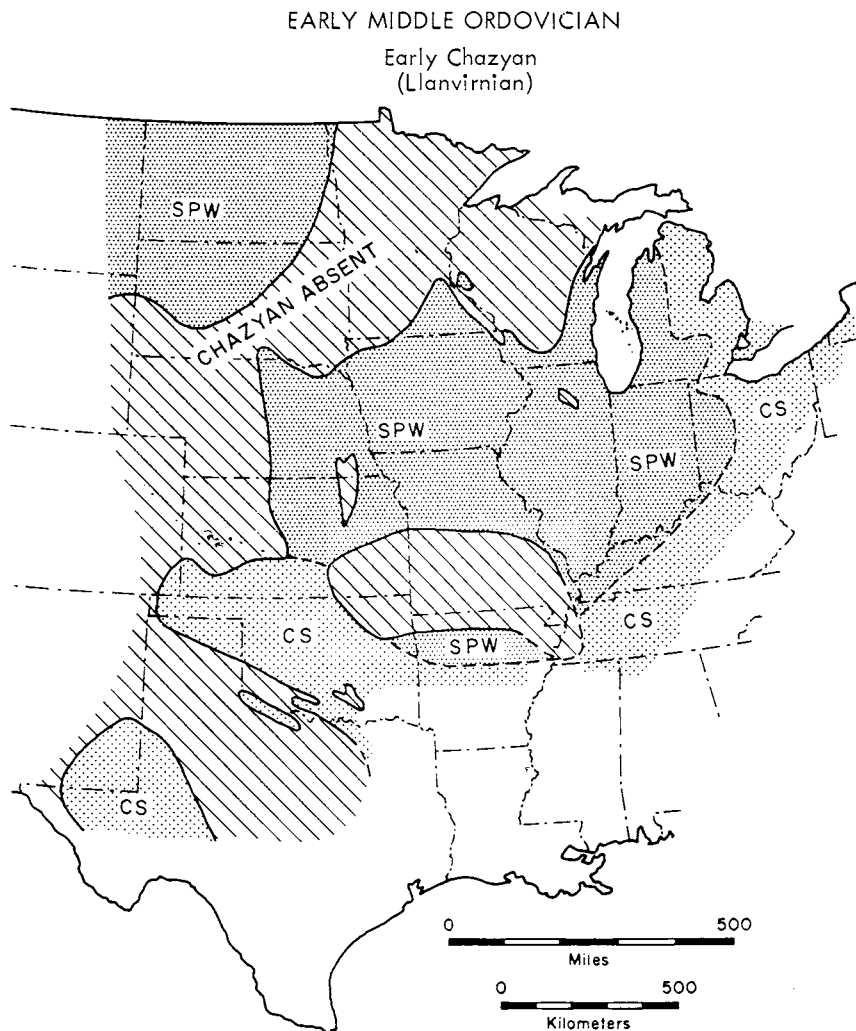 EARLY MIDDLE ORDOVICIAN
Early Chazyan
(Llanvirnian)
SPW
CHAZYAN ABSENT
SPW
CS
SPW
CS
SPW
CS
CS
0 500
Miles
0 500
Kilometers